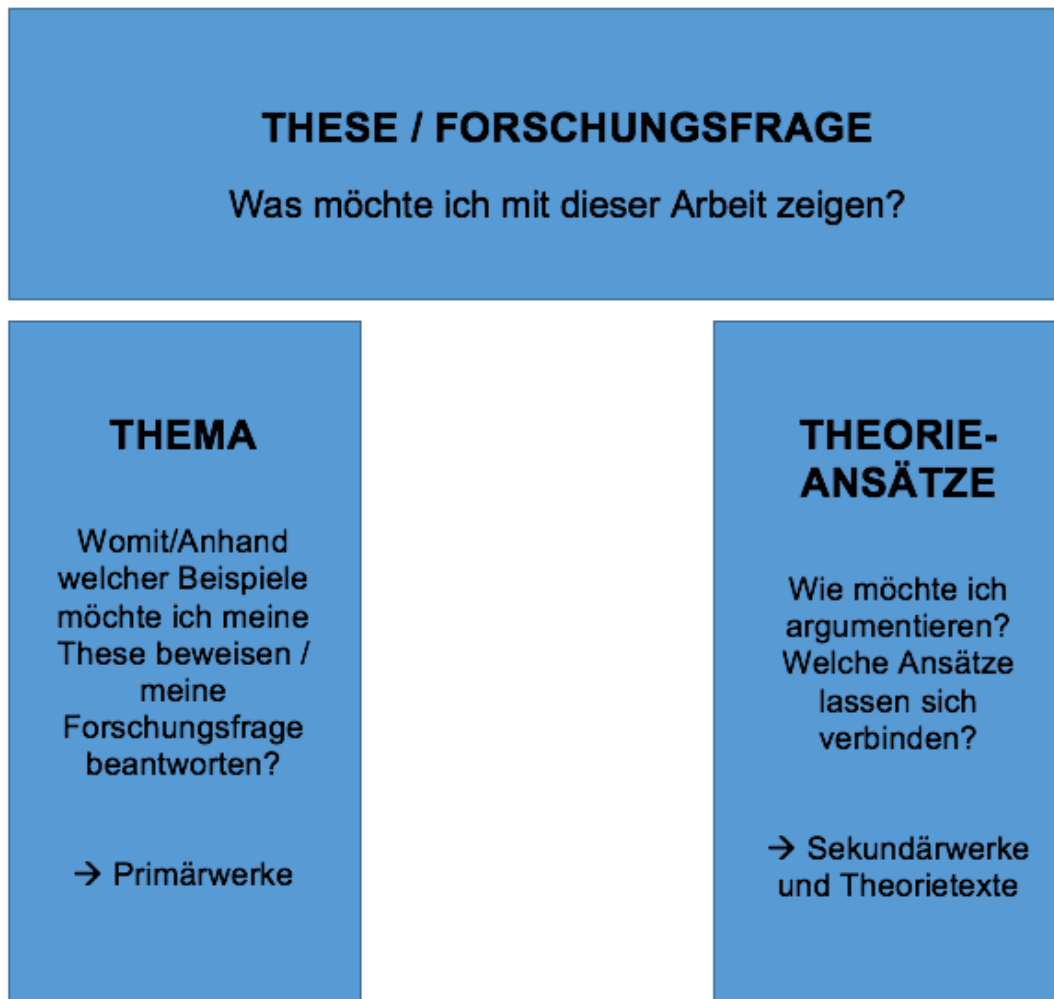 THESE / FORSCHUNGSFRAGE
Was möchte ich mit dieser Arbeit zeigen?
THEMA
Womit/Anhand
welcher Beispiele
möchte ich meine
These beweisen /
meine
Forschungsfrage
beantworten?
→ Primärwerke
THEORIE-
ANSÄTZE
Wie möchte ich
argumentieren?
Welche Ansätze
lassen sich
verbinden?
→ Sekundärwerke
und Theorietexte